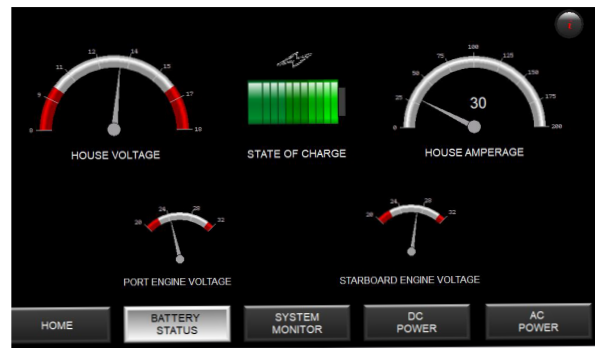 12 14
11 15
9 17
8 18
HOUSE VOLTAGE
STATE OF CHARGE
100
75 125
50 150
25 175
0 200
30
HOUSE AMPERAGE
24 28
20 32
PORT ENGINE VOLTAGE
24 28
20 32
STARBOARD ENGINE VOLTAGE
HOME
BATTERY
STATUS
SYSTEM
MONITOR
DC
POWER
AC
POWER